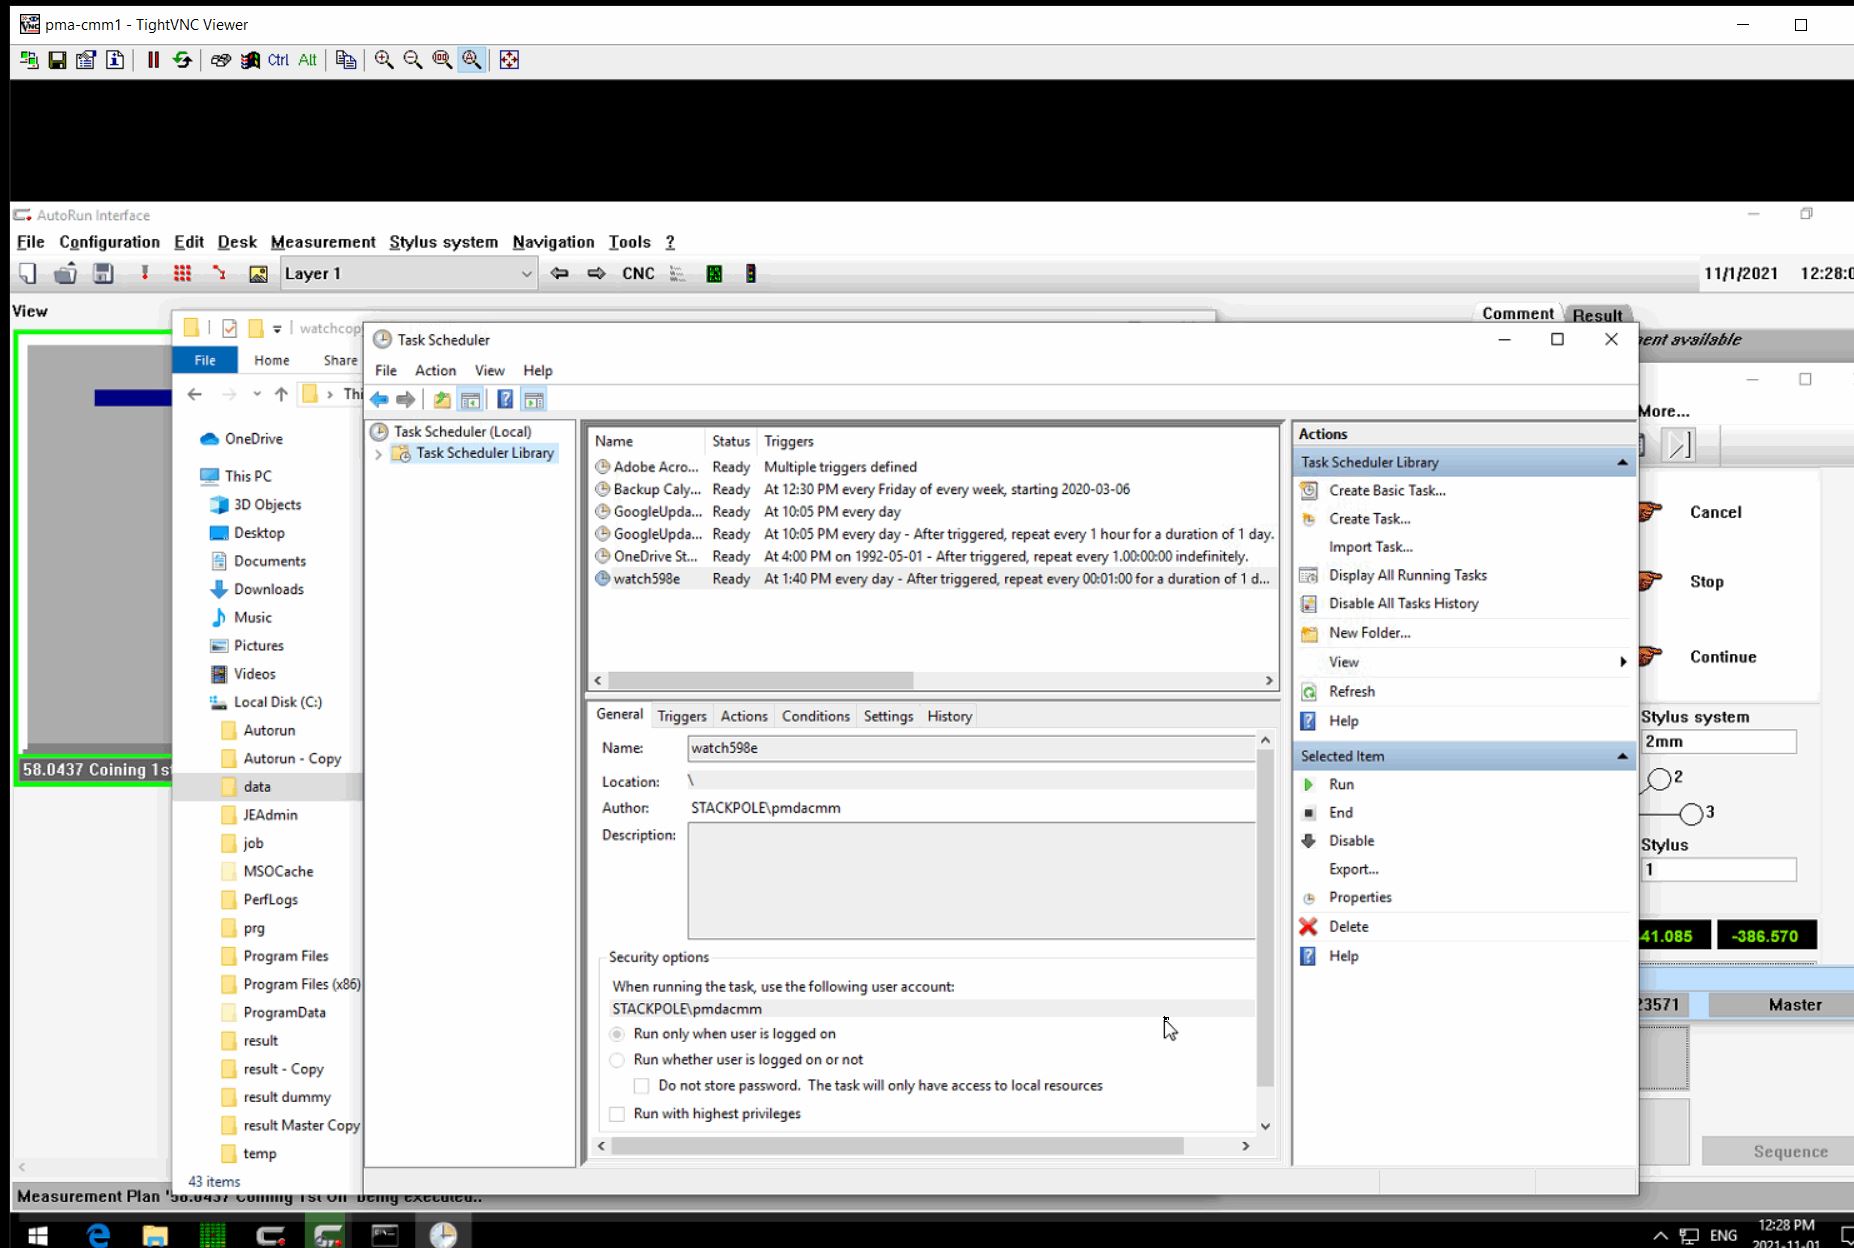 pma-cmm1 - TightVNC Viewer
Ctrl Alt
AutoRun Interface
File Configuration Edit Desk Measurement Stylus system Navigation Tools ?
Layer 1
CNC
11/1/2021 12:28:0
View
Comment
Result
ent available
watchcop
File Home Share
Thi
OneDrive
This PC
3D Objects
Desktop
Documents
Downloads
Music
Pictures
Videos
Local Disk (C:)
Autorun
Autorun - Copy
data
JEAdmin
job
MSOCache
PerfLogs
prg
Program Files
Program Files (x86)
ProgramData
result
result - Copy
result dummy
result Master Copy
temp
43 items
58.0437 Coining 1st
Task Scheduler
File Action View Help
Task Scheduler (Local)
Task Scheduler Library
Name Status Triggers
Adobe Acro... Ready Multiple triggers defined
Backup Caly... Ready At 12:30 PM every Friday of every week, starting 2020-03-06
GoogleUpda... Ready At 10:05 PM every day
GoogleUpda... Ready At 10:05 PM every day - After triggered, repeat every 1 hour for a duration of 1 day.
OneDrive St... Ready At 4:00 PM on 1992-05-01 - After triggered, repeat every 1.00:00:00 indefinitely.
watch598e Ready At 1:40 PM every day - After triggered, repeat every 00:01:00 for a duration of 1 d...
General Triggers Actions Conditions Settings History
Name: watch598e
Location: \
Author: STACKPOLE\pmdacmm
Description:
Security options
When running the task, use the following user account:
STACKPOLE\pmdacmm
Run only when user is logged on
Run whether user is logged on or not
Do not store password. The task will only have access to local resources
Run with highest privileges
Actions
Task Scheduler Library
Create Basic Task...
Create Task...
Import Task...
Display All Running Tasks
Disable All Tasks History
New Folder...
View
Refresh
Help
Selected Item
Run
End
Disable
Export...
Properties
Delete
Help
More...
Cancel
Stop
Continue
Stylus system
2mm
2
3
Stylus
1
41.085 -386.570
23571 Master
Sequence
Measurement Plan '58.0437 Coining 1st Off' being executed..
ENG
12:28 PM
2021-11-01